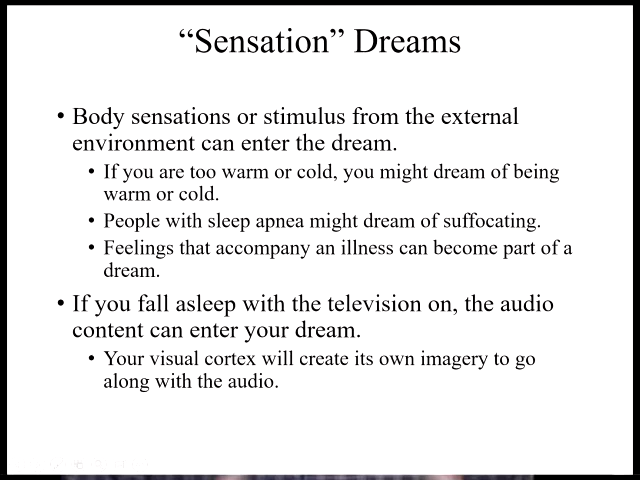 “Sensation” Dreams
• Body sensations or stimulus from the external
environment can enter the dream.
• If you are too warm or cold, you might dream of being
warm or cold.
• People with sleep apnea might dream of suffocating.
• Feelings that accompany an illness can become part of a
dream.
• If you fall asleep with the television on, the audio
content can enter your dream.
• Your visual cortex will create its own imagery to go
along with the audio.